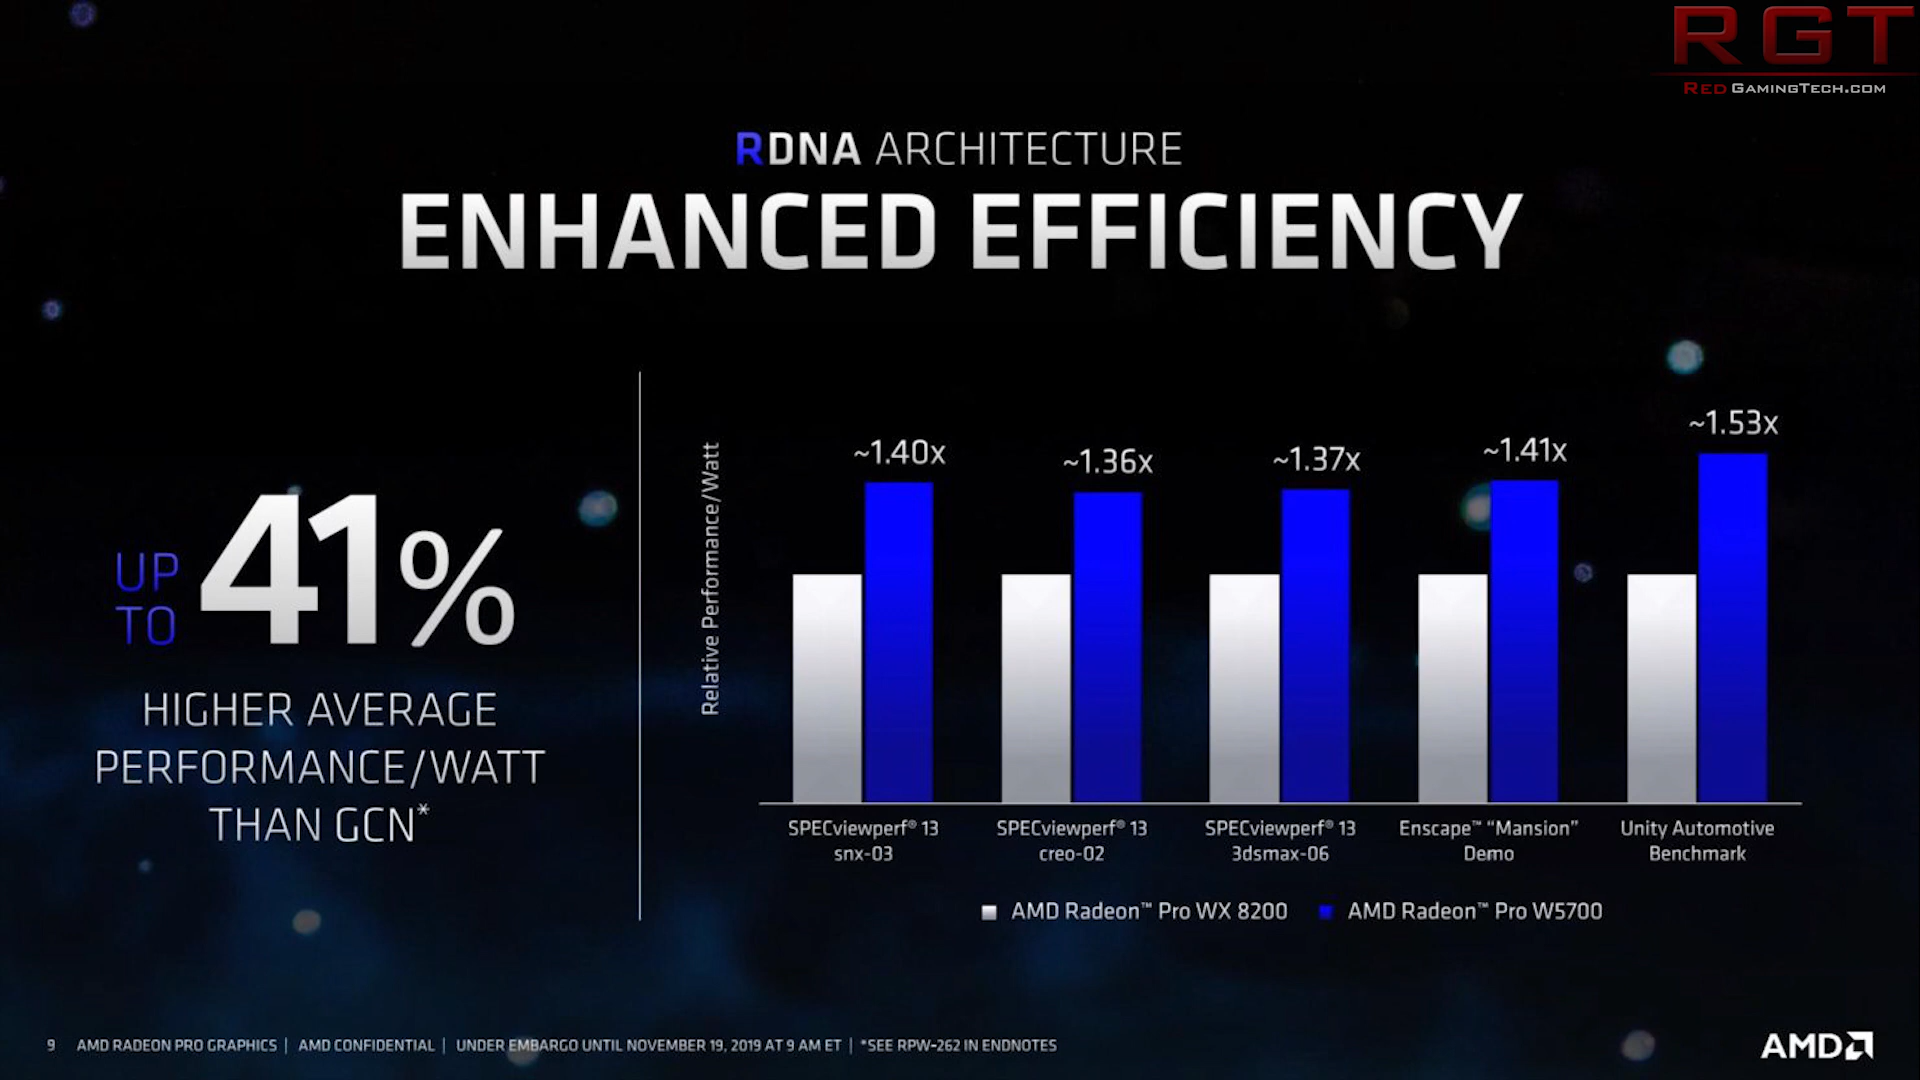 RGT
RED GAMINGTECH.COM
RDNA ARCHITECTURE
ENHANCED EFFICIENCY
UP TO 41%
HIGHER AVERAGE
PERFORMANCE/WATT
THAN GCN*
Relative Performance/Watt
~1.40x
~1.36x
~1.37x
~1.41x
~1.53x
SPECviewperf® 13
snx-03
SPECviewperf® 13
creo-02
SPECviewperf® 13
3dsmax-06
Enscape™ “Mansion”
Demo
Unity Automotive
Benchmark
AMD Radeon™ Pro WX 8200
AMD Radeon™ Pro W5700
9 AMD RADEON PRO GRAPHICS | AMD CONFIDENTIAL | UNDER EMBARGO UNTIL NOVEMBER 19, 2019 AT 9 AM ET | *SEE RPW-262 IN ENDNOTES
AMD